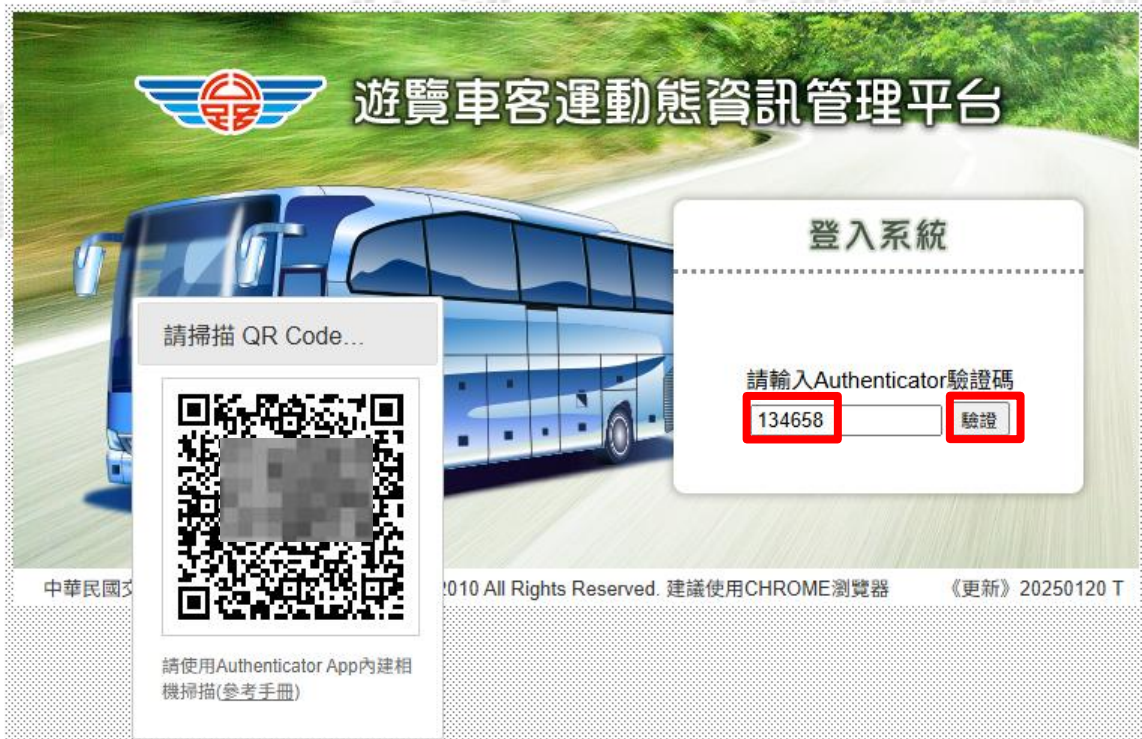 遊覽車客運動態資訊管理平台
登入系統
請輸入Authenticator驗證碼
134658
驗證
請掃描 QR Code...
請使用Authenticator App內建相
機掃描(參考手冊)
中華民國交
2010 All Rights Reserved. 建議使用CHROME瀏覽器 《更新》20250120 T